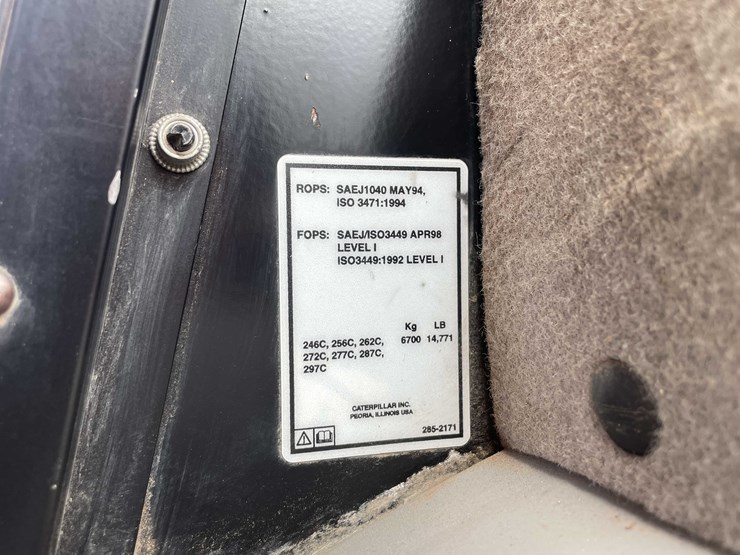 ROPS: SAEJ1040 MAY94,
ISO 3471:1994
FOPS: SAEJ/ISO3449 APR98
LEVEL I
ISO3449:1992 LEVEL I
Kg LB
246C, 256C, 262C, 6700 14,771
272C, 277C, 287C,
297C
CATERPILLAR INC.
PEORIA, ILLINOIS USA
285-2171